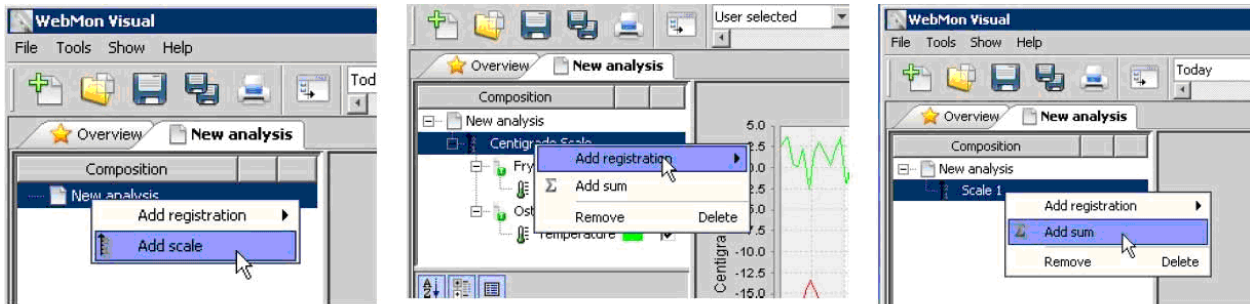 WebMon Visual
File Tools Show Help
Tod
Overview New analysis
Composition
New analysis
Add registration
Add scale
User selected
Overview New analysis
Composition
New analysis
Centigrade Scale
Add registration
Fry
Add sum
Ost
Remove Delete
Temperature
5.0
2.5
0.0
-10.0
-12.5
-15.0
Centigra
WebMon Visual
File Tools Show Help
Today
Overview New analysis
Composition
New analysis
Scale 1
Add registration
Add sum
Remove Delete